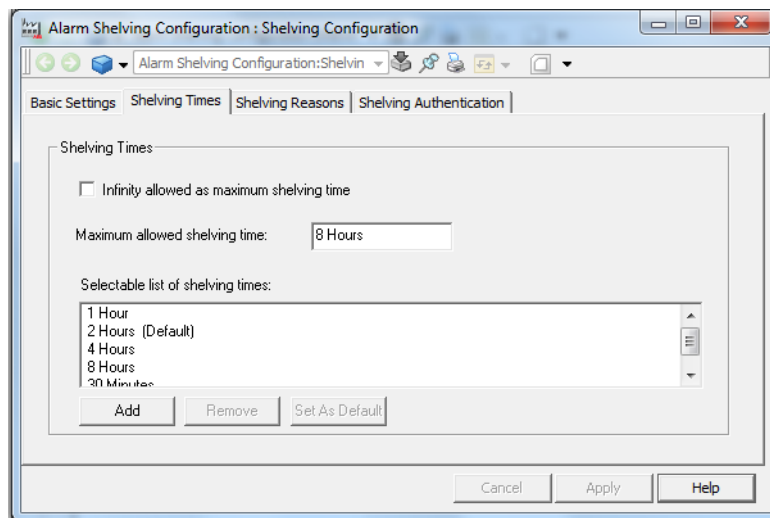 Alarm Shelving Configuration : Shelving Configuration
Alarm Shelving Configuration:Shelvin
Basic Settings Shelving Times Shelving Reasons Shelving Authentication
Shelving Times
Infinity allowed as maximum shelving time
Maximum allowed shelving time: 8 Hours
Selectable list of shelving times:
1 Hour
2 Hours (Default)
4 Hours
8 Hours
30 Minutes
Add Remove Set As Default
Cancel Apply Help